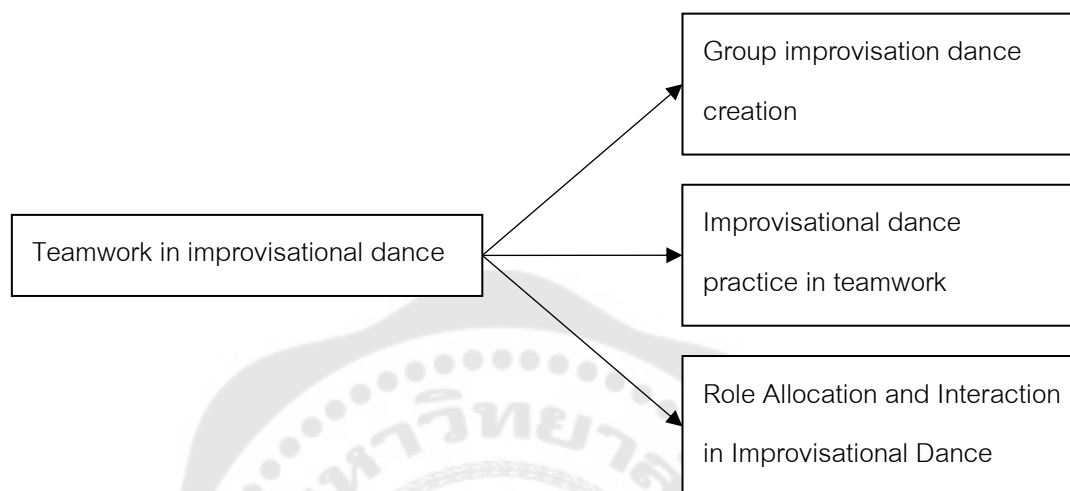 Group improvisation dance
creation
Teamwork in improvisational dance
Improvisational dance
practice in teamwork
Role Allocation and Interaction
in Improvisational Dance